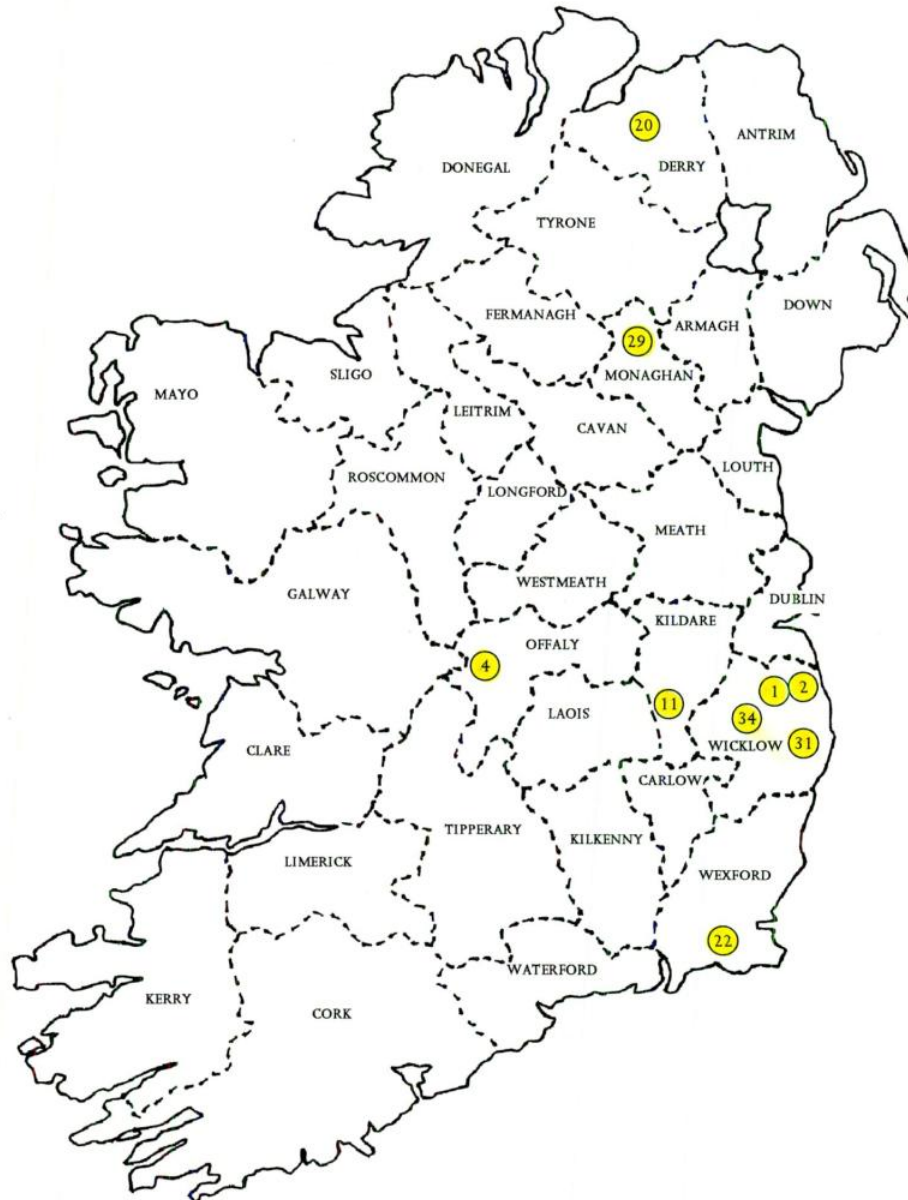 20
ANTRIM
DERRY
DONEGAL
TYRONE
DOWN
FERMANAGH
ARMAGH
29
SLIGO
MONAGHAN
MAYO
LEITRIM
CAVAN
LOUTH
ROSCOMMON
LONGFORD
MEATH
WESTMEATH
GALWAY
DUBLIN
KILDARE
OFFALY
4
1
2
11
LAOIS
34
WICKLOW
31
CLARE
CARLOW
TIPPERARY
KILKENNY
LIMERICK
WEXFORD
22
WATERFORD
KERRY
CORK